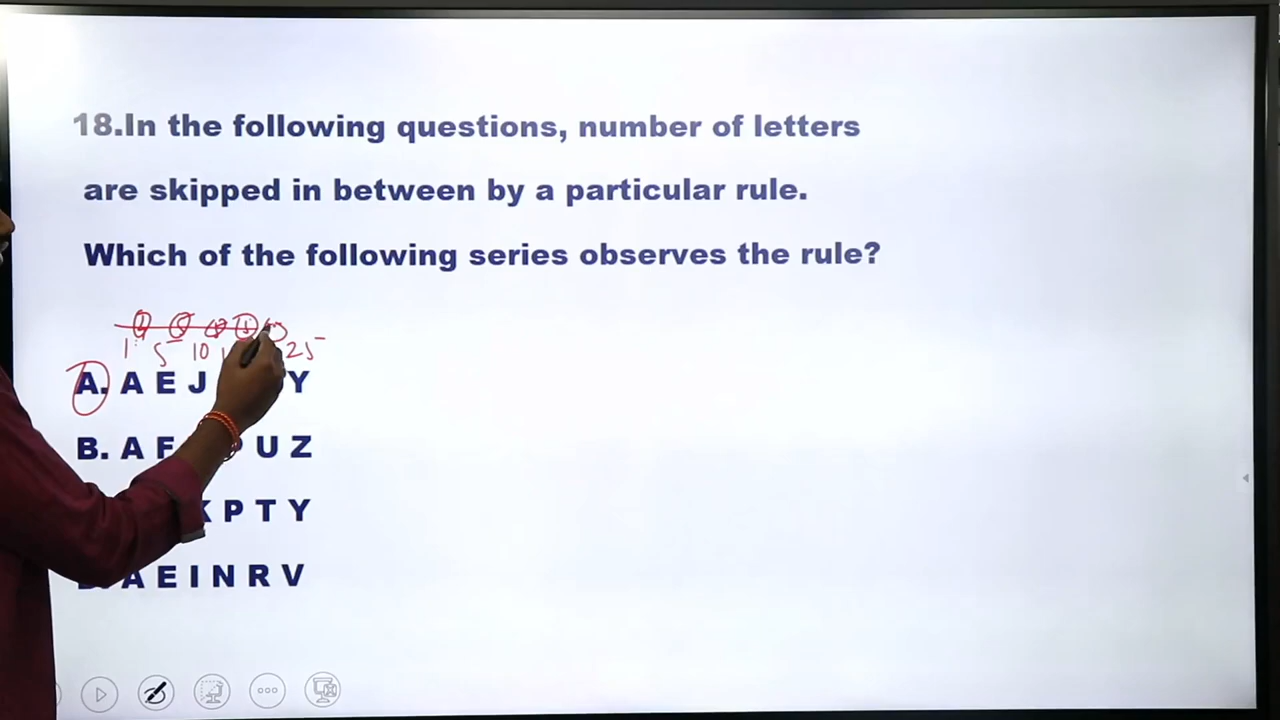 18.In the following questions, number of letters
are skipped in between by a particular rule.
Which of the following series observes the rule?
1 5 10 25
A. A E J Y
B. A F U Z
K P T Y
A E I N R V